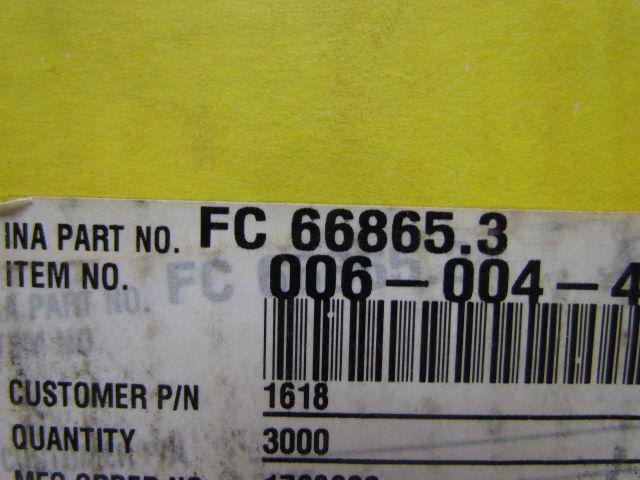 INA PART NO. FC 66865.3
ITEM NO. 006-004-4
CUSTOMER P/N 1618
QUANTITY 3000